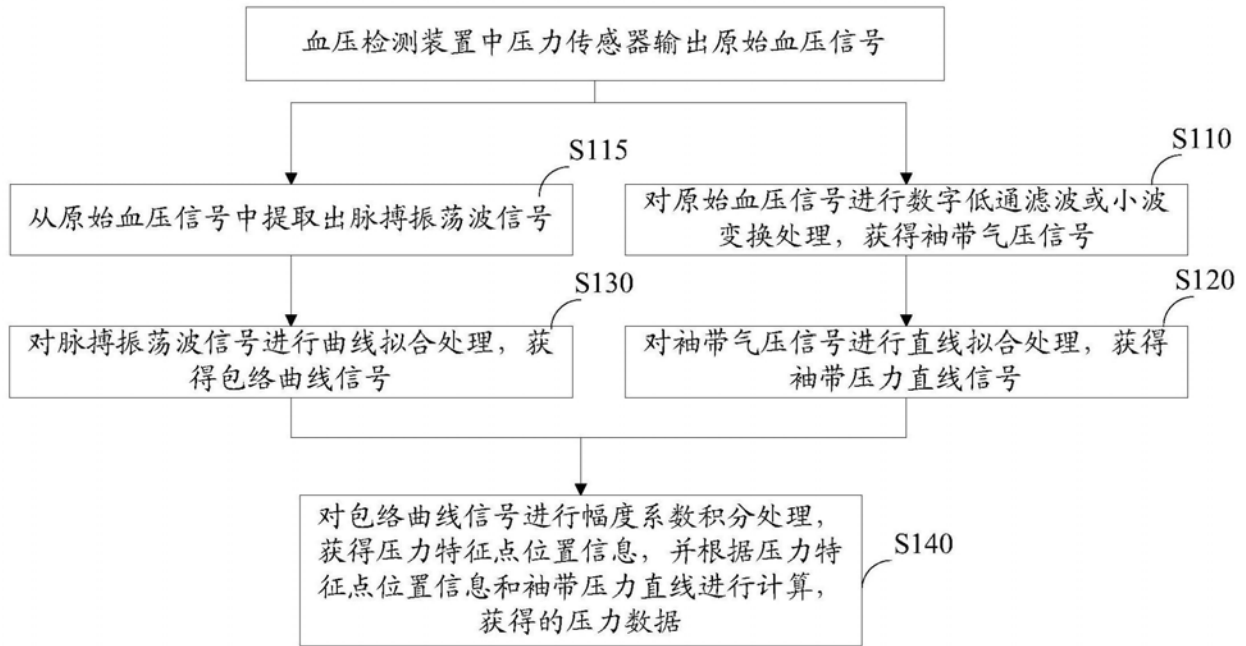 血压检测装置中压力传感器输出原始血压信号
S115
从原始血压信号中提取出脉搏振荡波信号
S110
对原始血压信号进行数字低通滤波或小波
变换处理，获得袖带气压信号
S130
对脉搏振荡波信号进行曲线拟合处理，获
得包络曲线信号
S120
对袖带气压信号进行直线拟合处理，获得
袖带压力直线信号
对包络曲线信号进行幅度系数积分处理，
获得压力特征点位置信息，并根据压力特
征点位置信息和袖带压力直线进行计算，
获得的压力数据
S140